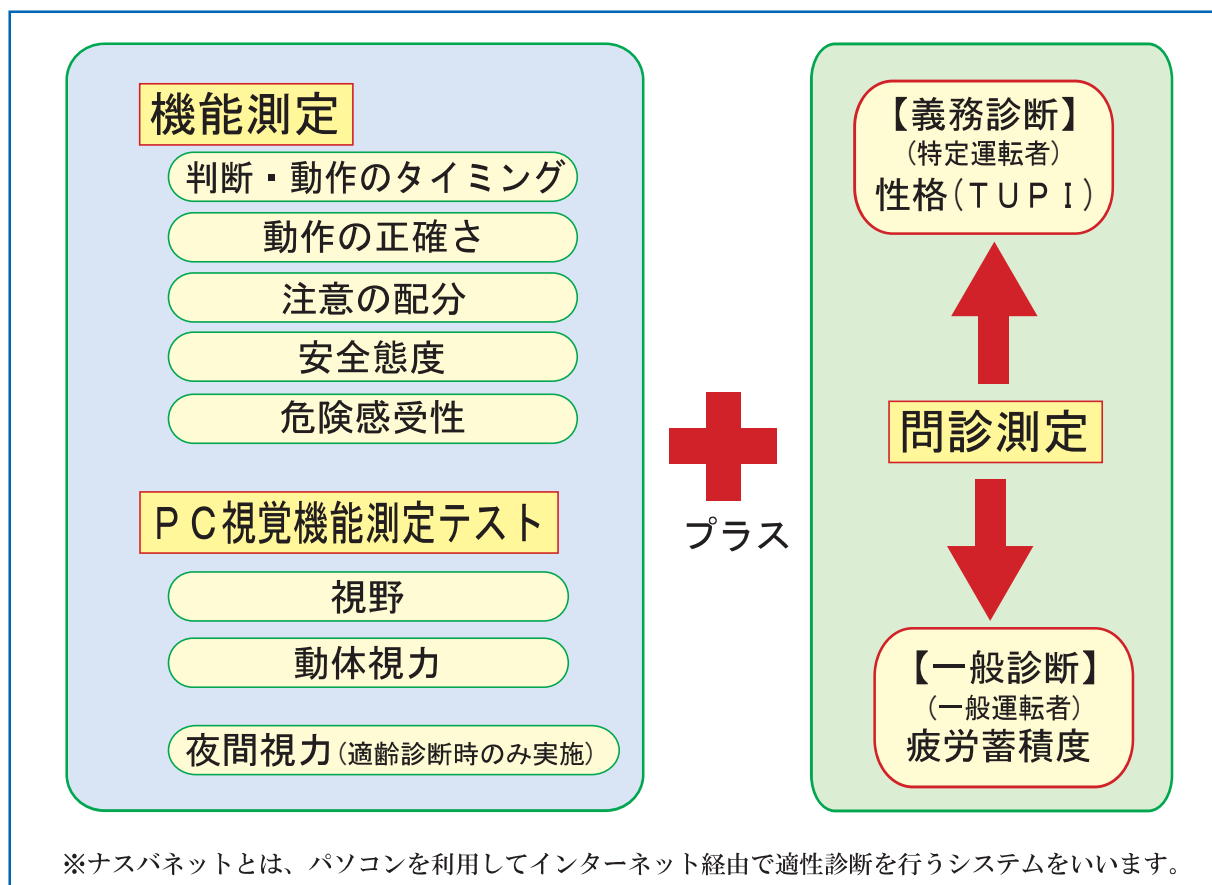 機能測定
判断・動作のタイミング
動作の正確さ
注意の配分
安全態度
危険感受性
PC視覚機能測定テスト
視野
動体視力
夜間視力(適齢診断時のみ実施)
プラス
【義務診断】
(特定運転者)
性格(TUPI)
問診測定
【一般診断】
(一般運転者)
疲労蓄積度
※ナスバネットとは、パソコンを利用してインターネット経由で適性診断を行うシステムをいいます。